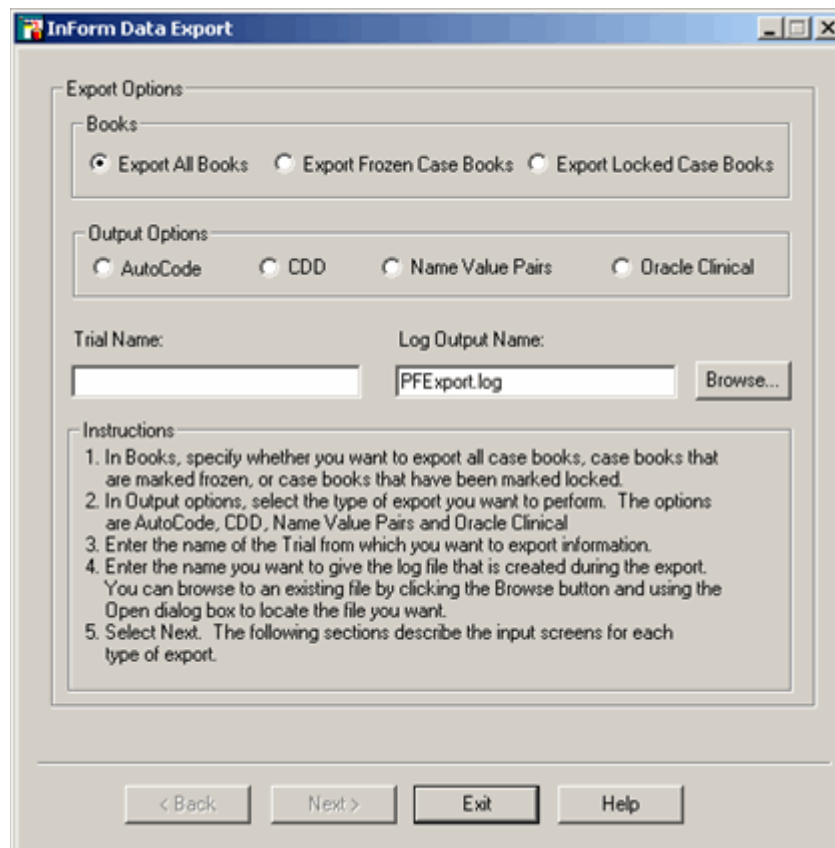 InForm Data Export
Export Options
Books
Export All Books Export Frozen Case Books Export Locked Case Books
Output Options
AutoCode CDD Name Value Pairs Oracle Clinical
Trial Name: Log Output Name:
PFExport.log Browse...
Instructions
1. In Books, specify whether you want to export all case books, case books that
are marked frozen, or case books that have been marked locked.
2. In Output options, select the type of export you want to perform. The options
are AutoCode, CDD, Name Value Pairs and Oracle Clinical
3. Enter the name of the Trial from which you want to export information.
4. Enter the name you want to give the log file that is created during the export.
You can browse to an existing file by clicking the Browse button and using the
Open dialog box to locate the file you want.
5. Select Next. The following sections describe the input screens for each
type of export.
< Back Next > Exit Help